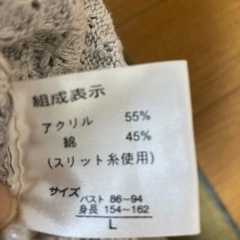 組成表示
アクリル 55%
綿 45%
(スリット糸使用)
サイズ
バスト 86~94
身長 154~162
L